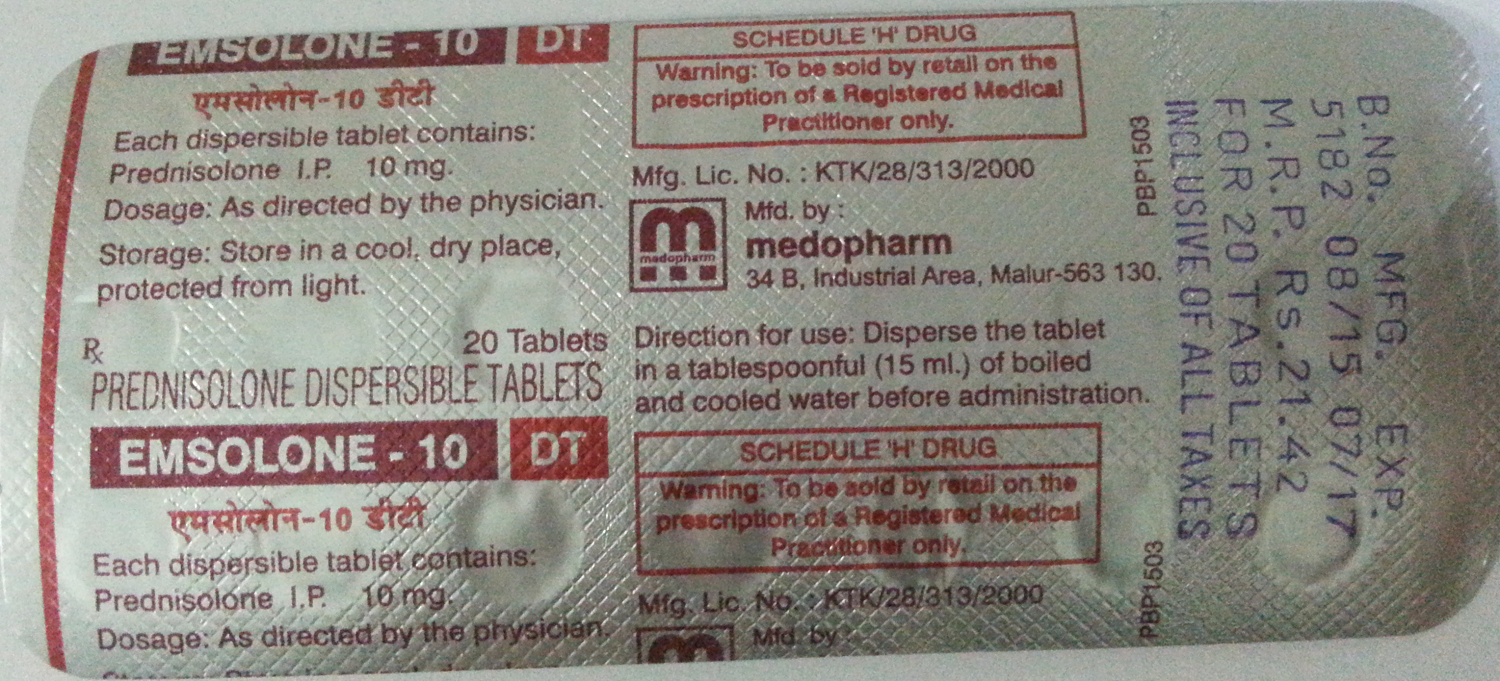 EMSOLONE - 10 DT
एमसोलोन-10 डीटी
Each dispersible tablet contains:
Prednisolone I.P. 10 mg.
Dosage: As directed by the physician.
Storage: Store in a cool, dry place,
protected from light.
Rx
20 Tablets
PREDNISOLONE DISPERSIBLE TABLETS
EMSOLONE - 10 DT
एमसोलोन-10 डीटी
Each dispersible tablet contains:
Prednisolone I.P. 10 mg.
Dosage: As directed by the physician.
SCHEDULE 'H' DRUG
Warning: To be sold by retail on the
prescription of a Registered Medical
Practitioner only.
Mfg. Lic. No. : KTK/28/313/2000
m
medopharm
Mfd. by :
medopharm
34 B, Industrial Area, Malur-563 130.
Direction for use: Disperse the tablet
in a tablespoonful (15 ml.) of boiled
and cooled water before administration.
SCHEDULE 'H' DRUG
Warning: To be sold by retail on the
prescription of a Registered Medical
Practitioner only.
Mfg. Lic. No. : KTK/28/313/2000
m
Mfd. by :
PBP1503
PBP1503
B.No. MFG. EXP.
5182 08/15 07/17
M.R.P. Rs.21.42
FOR 20 TABLETS
INCLUSIVE OF ALL TAXES